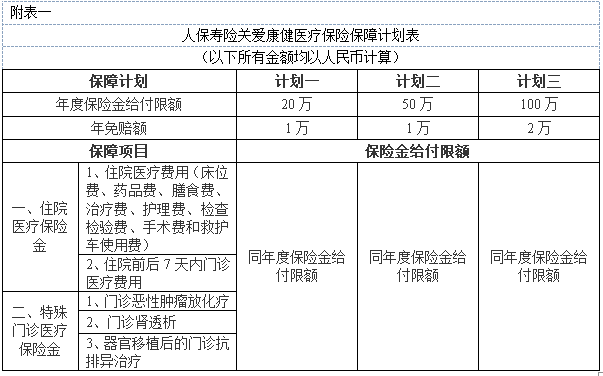 附表一
人保寿险关爱康健医疗保险保障计划表
（以下所有金额均以人民币计算）
保障计划 计划一 计划二 计划三
年度保险金给付限额 20万 50万 100万
年免赔额 1万 1万 2万
保障项目 保险金给付限额
一、住院
医疗保险
金
1、住院医疗费用（床位
费、药品费、膳食费、
治疗费、护理费、检查
检验费、手术费和救护
车使用费）
2、住院前后7天内门诊
医疗费用
二、特殊
门诊医疗
保险金
1、门诊恶性肿瘤放化疗
2、门诊肾透析
3、器官移植后的门诊抗
排异治疗
同年度保险金给
付限额
同年度保险金给
付限额
同年度保险金给
付限额